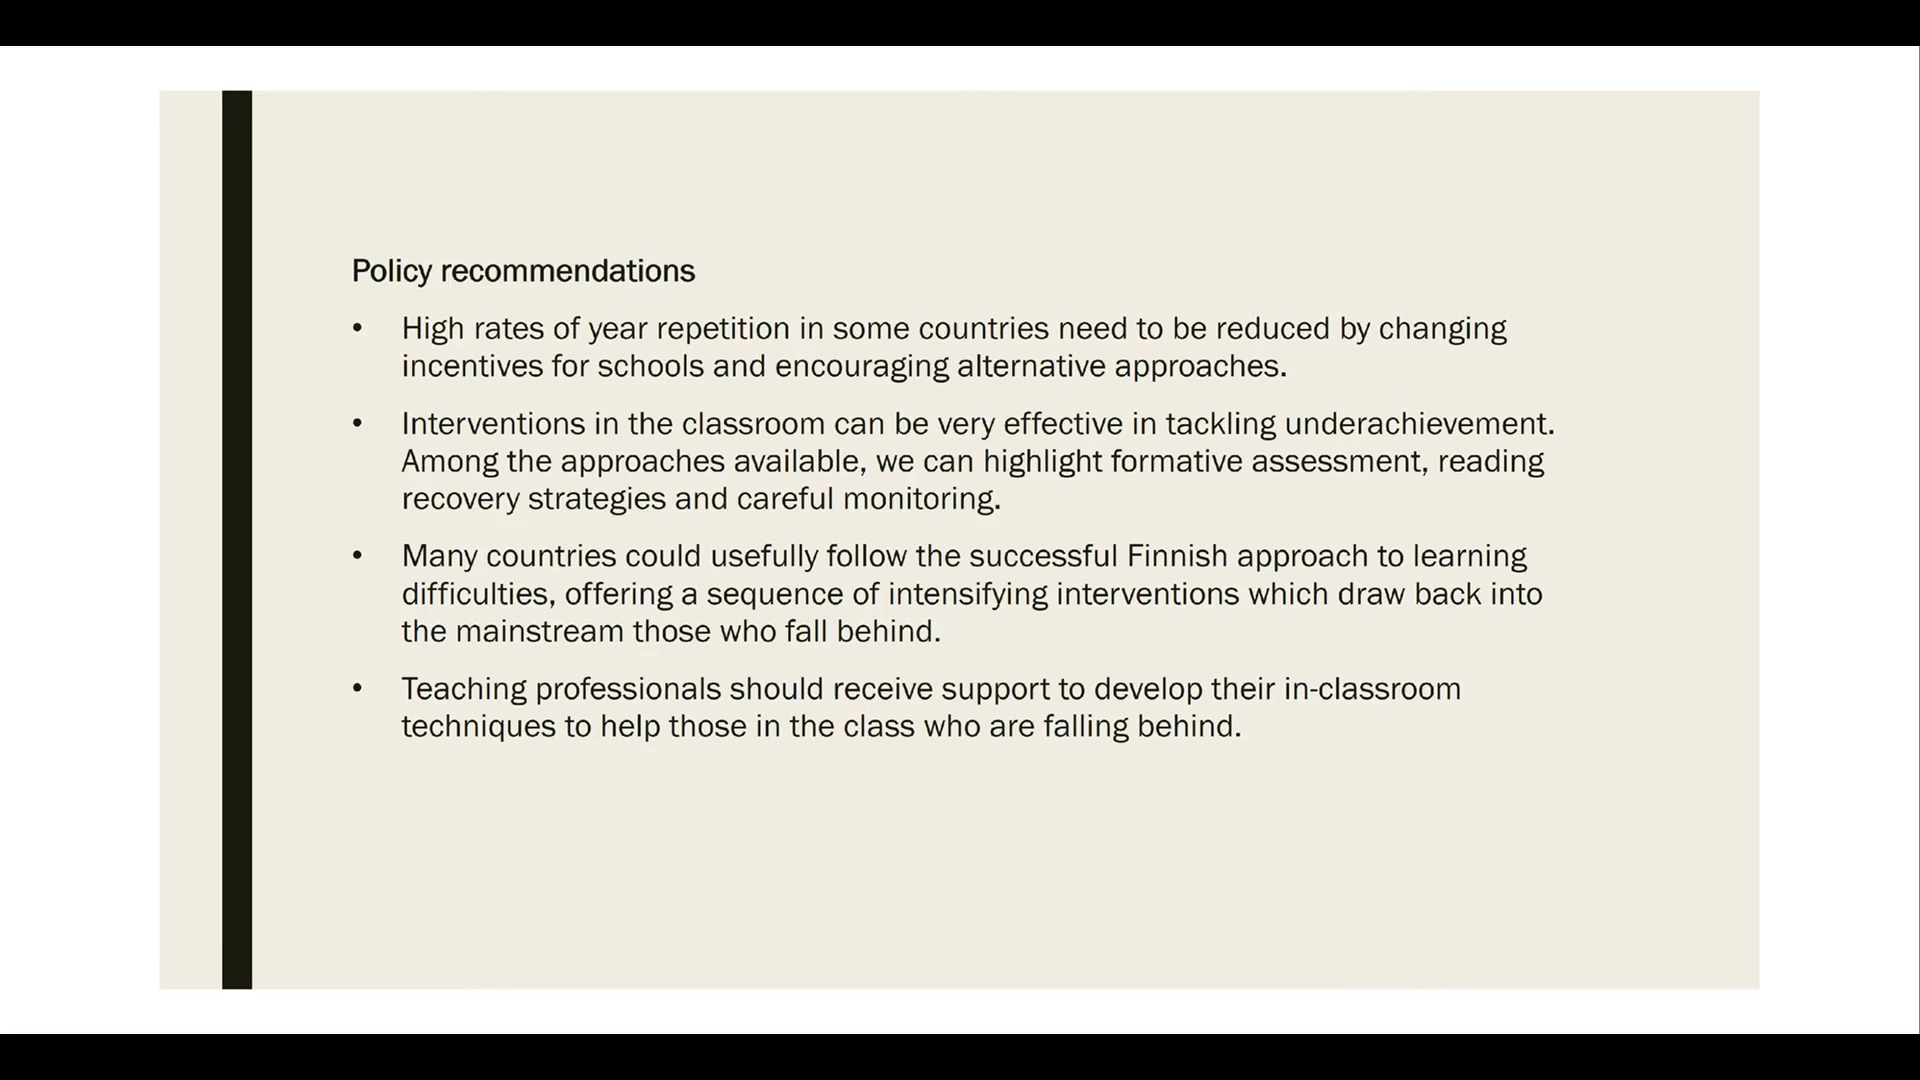 Policy recommendations
• High rates of year repetition in some countries need to be reduced by changing
incentives for schools and encouraging alternative approaches.
• Interventions in the classroom can be very effective in tackling underachievement.
Among the approaches available, we can highlight formative assessment, reading
recovery strategies and careful monitoring.
• Many countries could usefully follow the successful Finnish approach to learning
difficulties, offering a sequence of intensifying interventions which draw back into
the mainstream those who fall behind.
• Teaching professionals should receive support to develop their in-classroom
techniques to help those in the class who are falling behind.